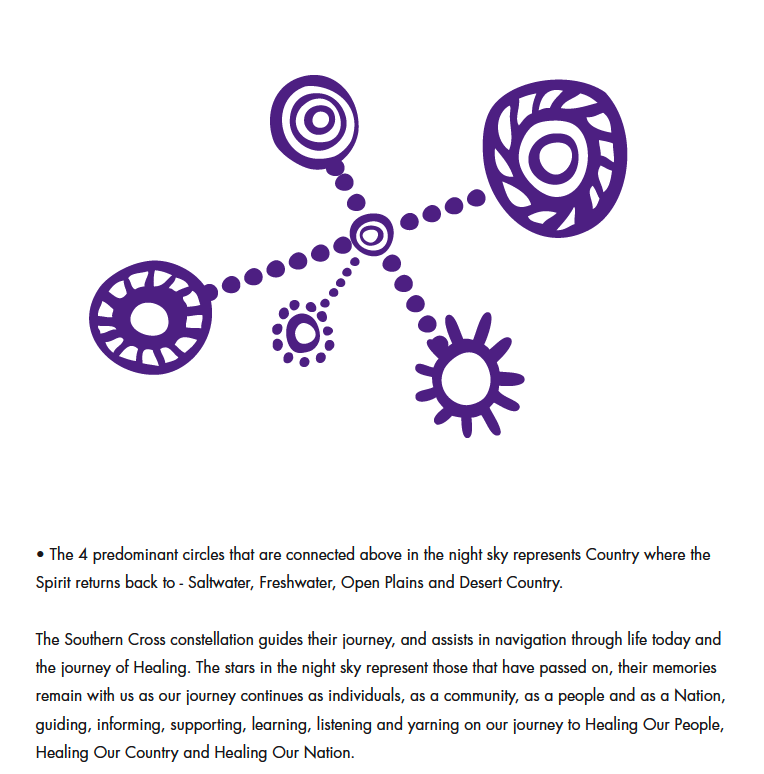 • The 4 predominant circles that are connected above in the night sky represents Country where the
Spirit returns back to - Saltwater, Freshwater, Open Plains and Desert Country.
The Southern Cross constellation guides their journey, and assists in navigation through life today and
the journey of Healing. The stars in the night sky represent those that have passed on, their memories
remain with us as our journey continues as individuals, as a community, as a people and as a Nation,
guiding, informing, supporting, learning, listening and yarning on our journey to Healing Our People,
Healing Our Country and Healing Our Nation.